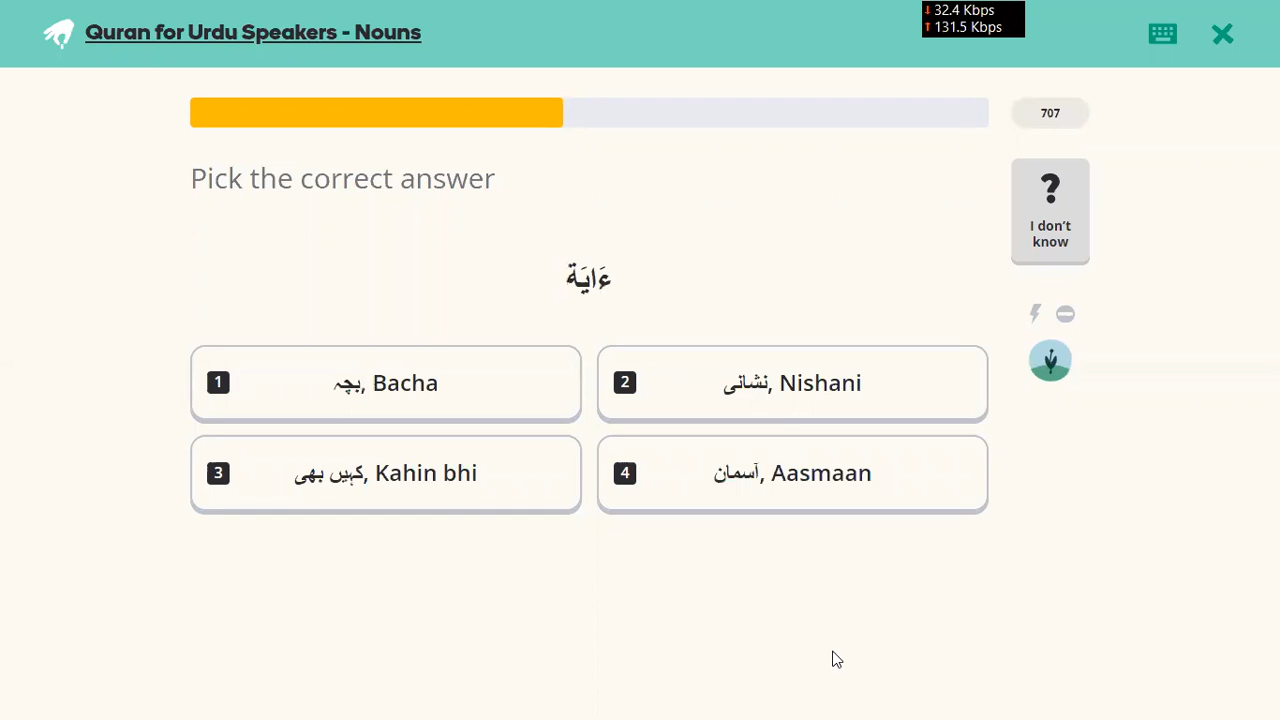 Quran for Urdu Speakers - Nouns
↓ 32.4 Kbps
↑ 131.5 Kbps
707
Pick the correct answer
?
I don't
know
ءَايَة
1 بچہ, Bacha
2 نشانی, Nishani
3 کہیں بھی, Kahin bhi
4 آسمان, Aasmaan